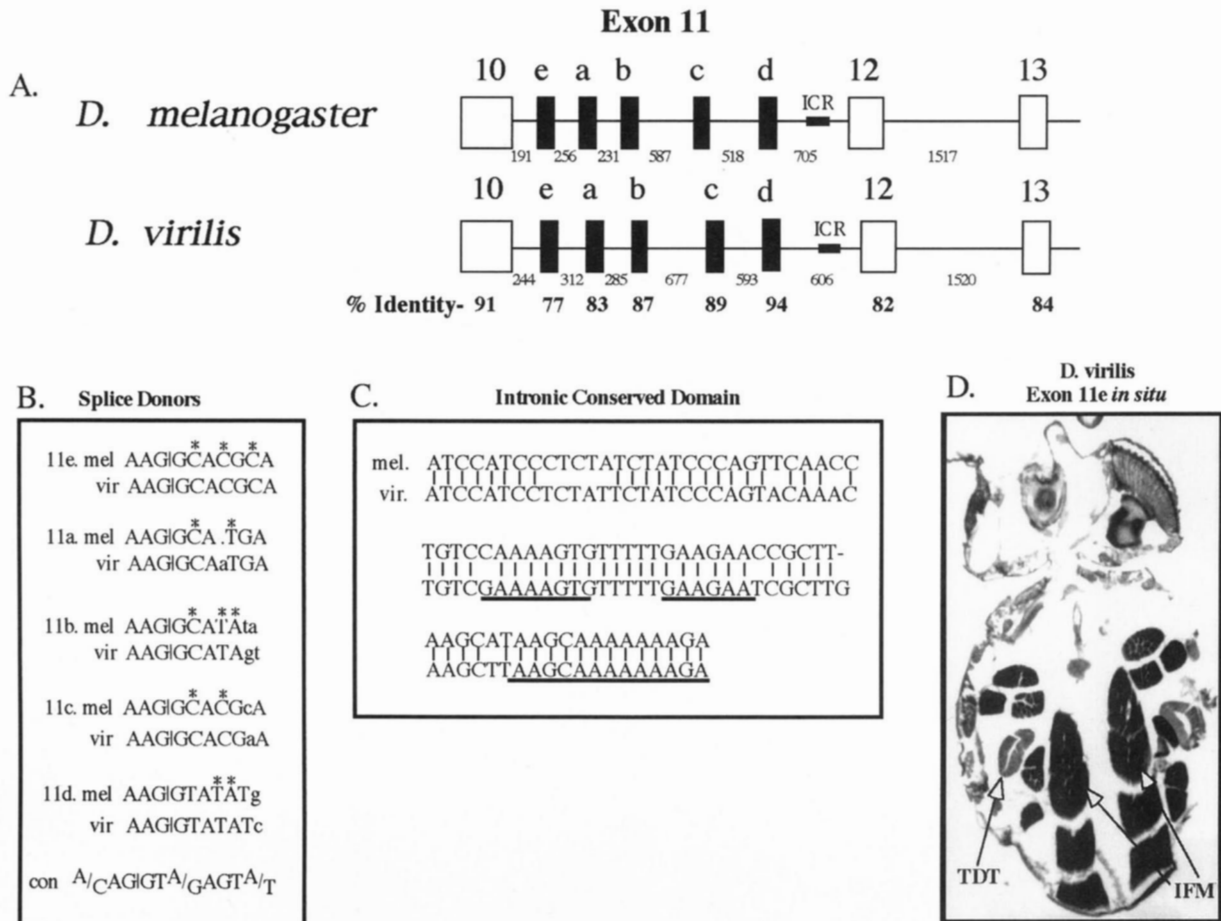 Exon 11
A.
D. melanogaster
10 e a b c d ICR 12 13
191 256 231 587 518 705 1517
D. virilis
10 e a b c d ICR 12 13
244 312 285 677 593 606 1520
% Identity- 91 77 83 87 89 94 82 84
B. Splice Donors
* * *
11e. mel AAG|GCACGCA
vir AAG|GCACGCA
* *
11a. mel AAG|GCA .TGA
vir AAG|GCAaTGA
* **
11b. mel AAG|GCATAta
vir AAG|GCATAgt
* *
11c. mel AAG|GCACGcA
vir AAG|GCACGaA
**
11d. mel AAG|GTATATg
vir AAG|GTATATc
con A/CAG|GTA/GAGTA/T
C. Intronic Conserved Domain
mel. ATCCATCCCTCTATCTATCCCAGTTCAACC
vir. ATCCATCCTCTATTCTATCCCAGTACAAAC
TGTCCAAAAGTGTTTTTGAAGAACCGCTT-
TGTCGAAAAGTGTTTTTGAAGAATCGCTTG
AAGCATAAGCAAAAAAAGA
AAGCTTAAGCAAAAAAAGA
D. D. virilis
Exon 11e in situ
TDT
IFM